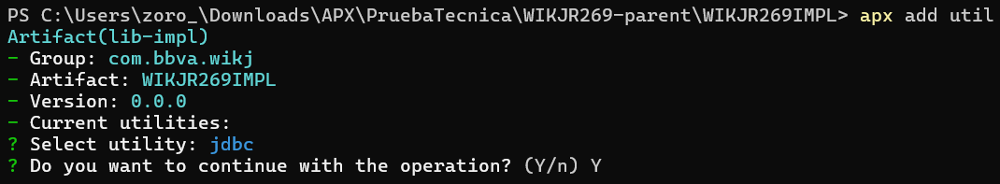 PS C:\Users\zoro_\Downloads\APX\PruebaTecnica\WIKJR269-parent\WIKJR269IMPL> apx add util
Artifact(lib-impl)
- Group: com.bbva.wikj
- Artifact: WIKJR269IMPL
- Version: 0.0.0
- Current utilities:
? Select utility: jdbc
? Do you want to continue with the operation? (Y/n) Y